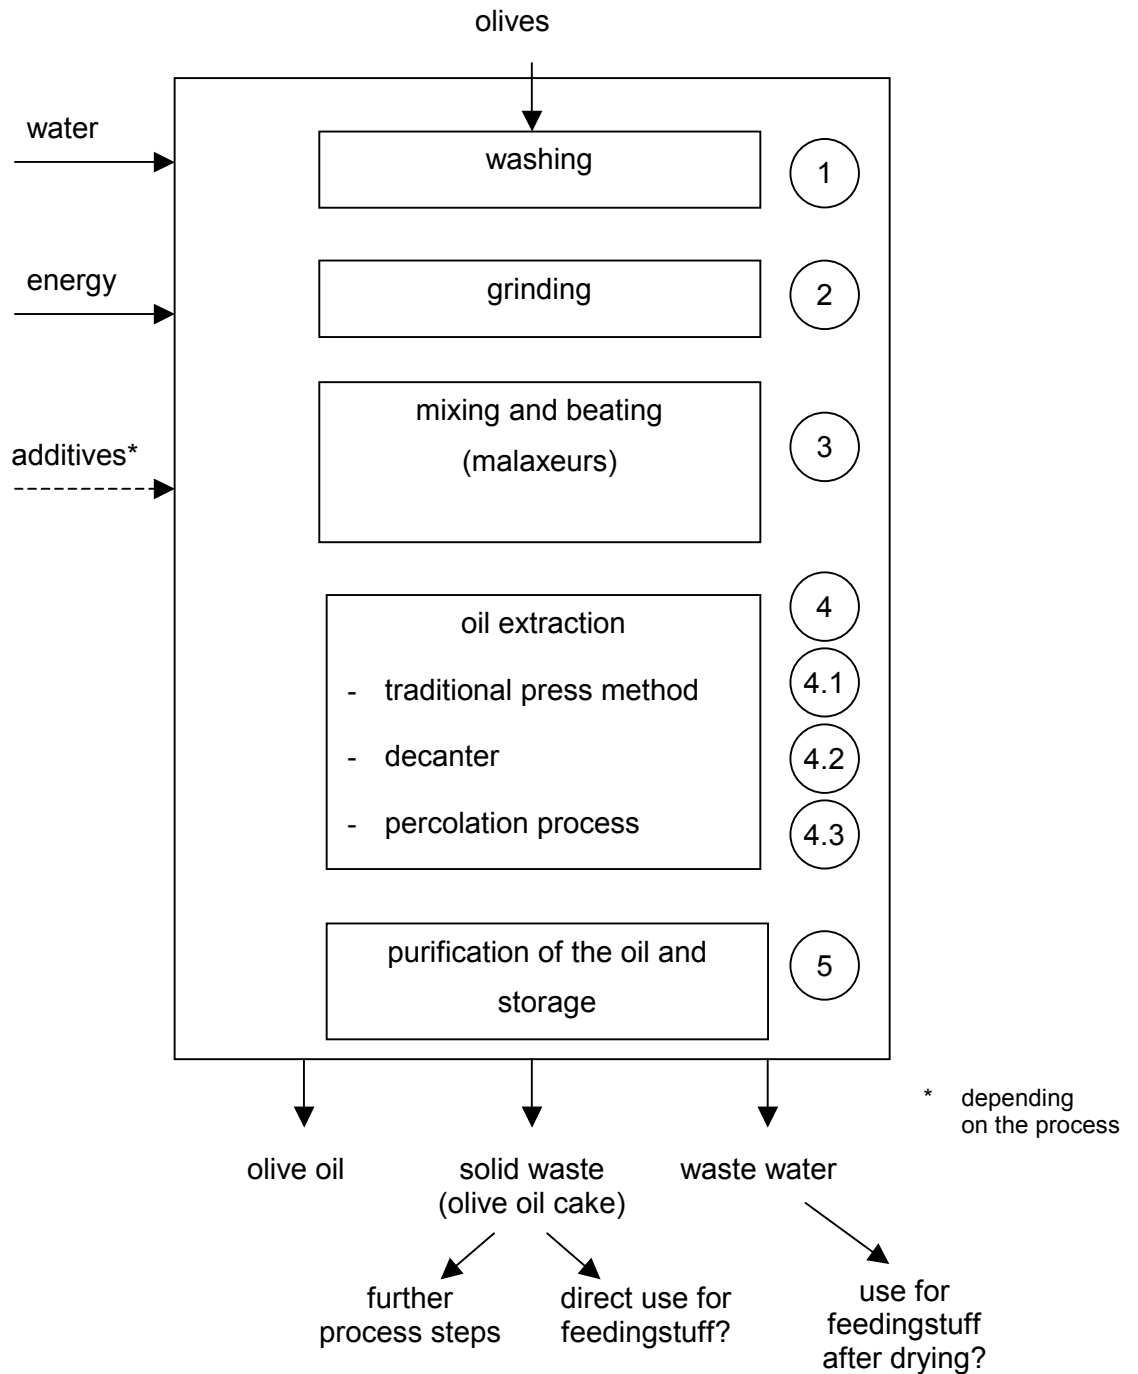 olives
water
washing
1
energy
grinding
2
mixing and beating
(malaxeurs)
3
additives*
oil extraction
4
- traditional press method
4.1
- decanter
4.2
- percolation process
4.3
purification of the oil and
storage
5
* depending
on the process
olive oil
solid waste
(olive oil cake)
waste water
further
process steps
direct use for
feedingstuff?
use for
feedingstuff
after drying?